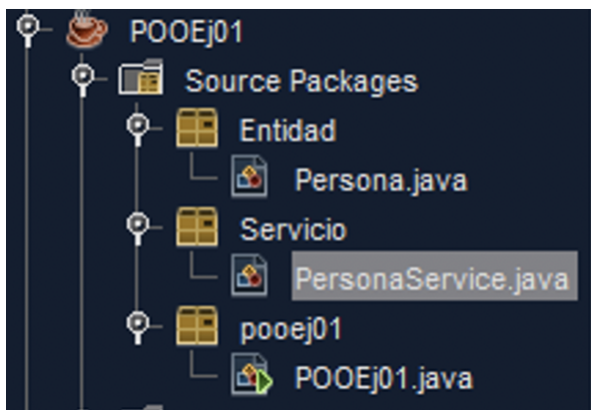 POOEj01
Source Packages
Entidad
Persona.java
Servicio
PersonaService.java
pooej01
POOEj01.java